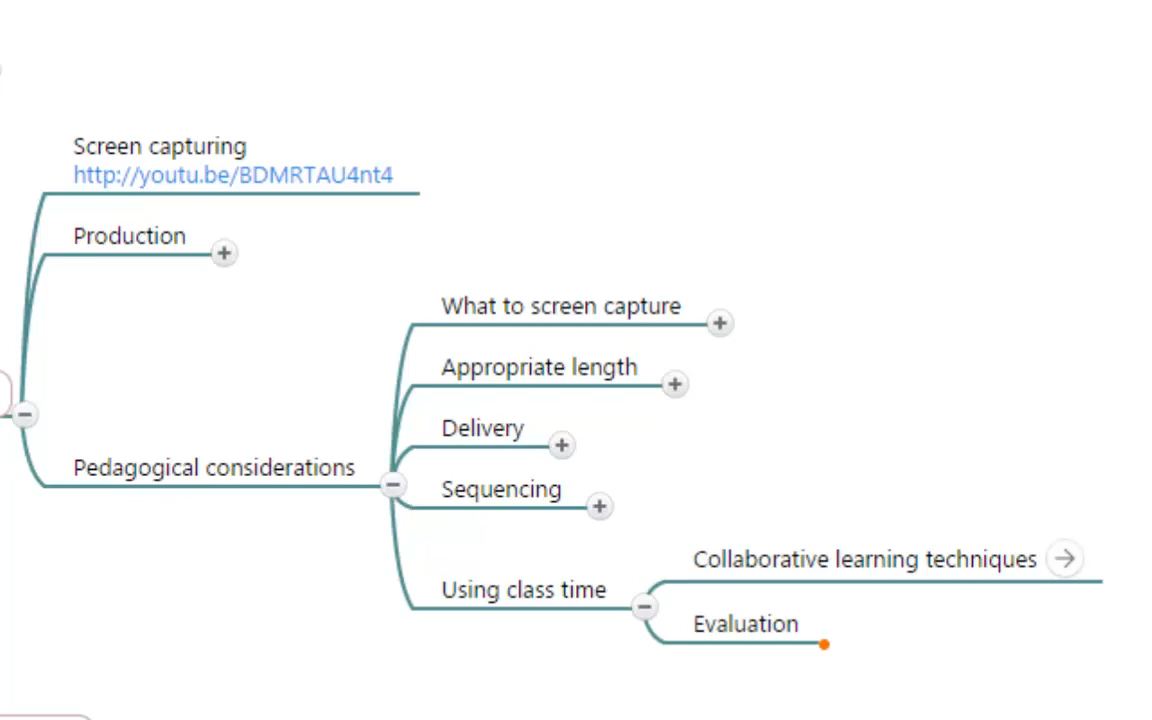 Screen capturing
http://youtu.be/BDMRTAU4nt4
Production
What to screen capture
Appropriate length
Delivery
Pedagogical considerations
Sequencing
Collaborative learning techniques
Using class time
Evaluation